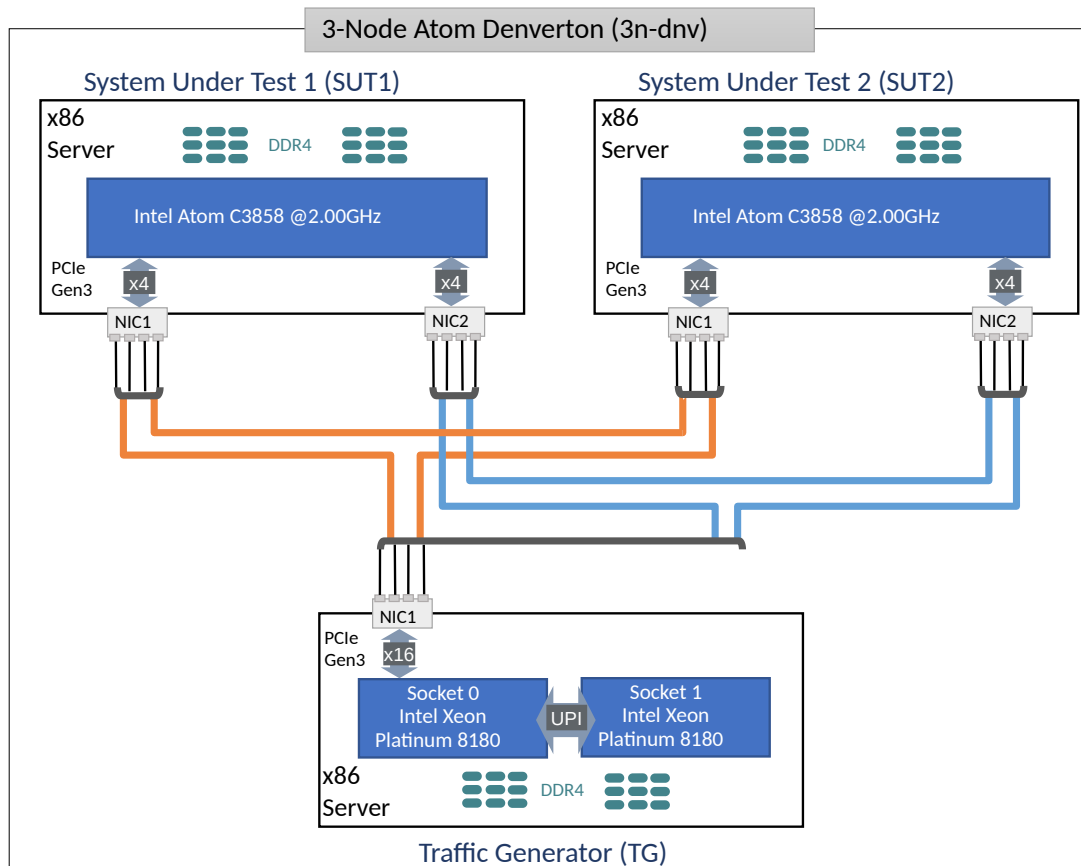 3-Node Atom Denverton (3n-dnv)
System Under Test 1 (SUT1)
System Under Test 2 (SUT2)
x86
Server
DDR4
Intel Atom C3858 @2.00GHz
PCIe
Gen3
x4
x4
NIC1
NIC2
x86
Server
DDR4
Intel Atom C3858 @2.00GHz
PCIe
Gen3
x4
x4
NIC1
NIC2
NIC1
PCIe
Gen3
x16
Socket 0
Intel Xeon
Platinum 8180
UPI
Socket 1
Intel Xeon
Platinum 8180
x86
Server
DDR4
Traffic Generator (TG)